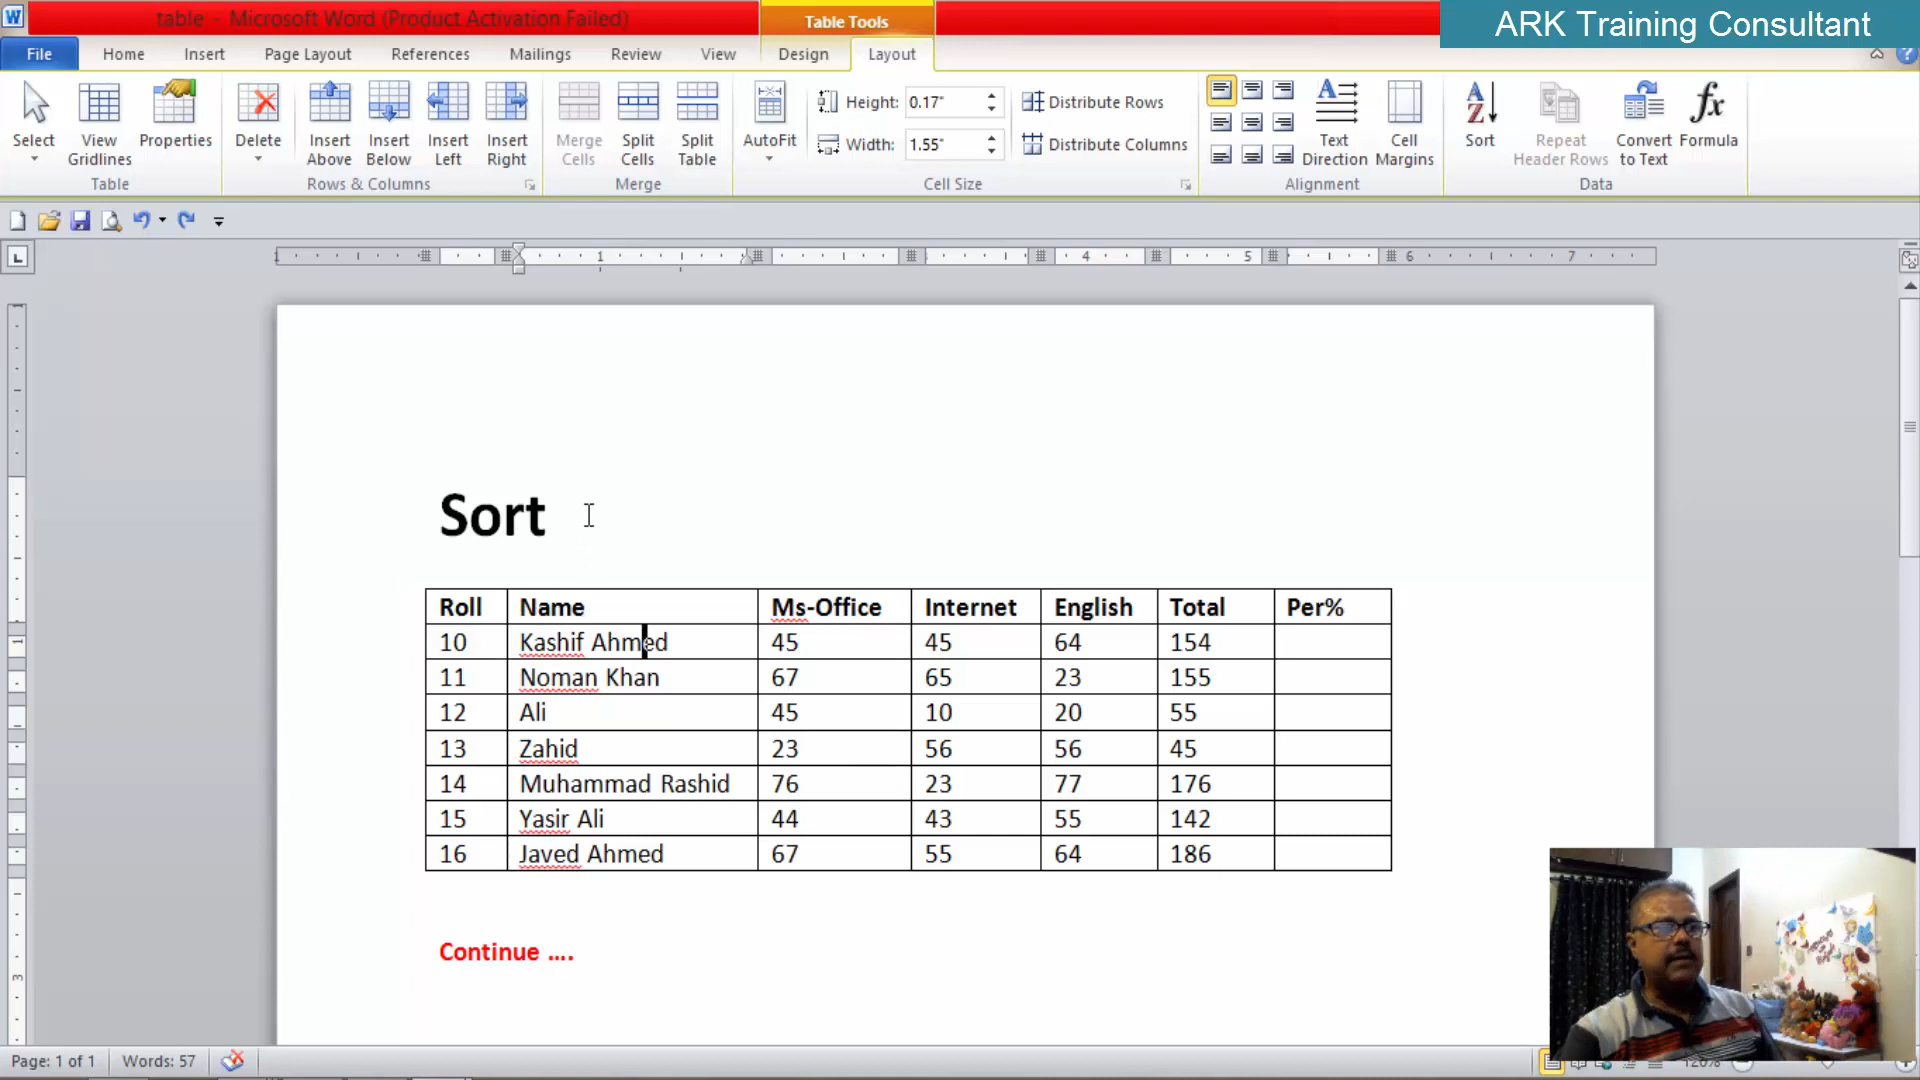 table - Microsoft Word (Product Activation Failed)
Table Tools
ARK Training Consultant
File Home Insert Page Layout References Mailings Review View Design Layout
Select
View Gridlines
Properties
Table
Delete
Insert Above
Insert Below
Insert Left
Insert Right
Rows & Columns
Merge Cells
Split Cells
Split Table
Merge
AutoFit
Height: 0.17"
Width: 1.55"
Distribute Rows
Distribute Columns
Cell Size
Text Direction
Cell Margins
Alignment
Sort
Repeat Header Rows
Convert to Text
Formula
Data
1 1 4 5 6 7
Sort
Roll Name Ms-Office Internet English Total Per%
10 Kashif Ahmed 45 45 64 154
11 Noman Khan 67 65 23 155
12 Ali 45 10 20 55
13 Zahid 23 56 56 45
14 Muhammad Rashid 76 23 77 176
15 Yasir Ali 44 43 55 142
16 Javed Ahmed 67 55 64 186
Continue ....
Page: 1 of 1 Words: 57 120%